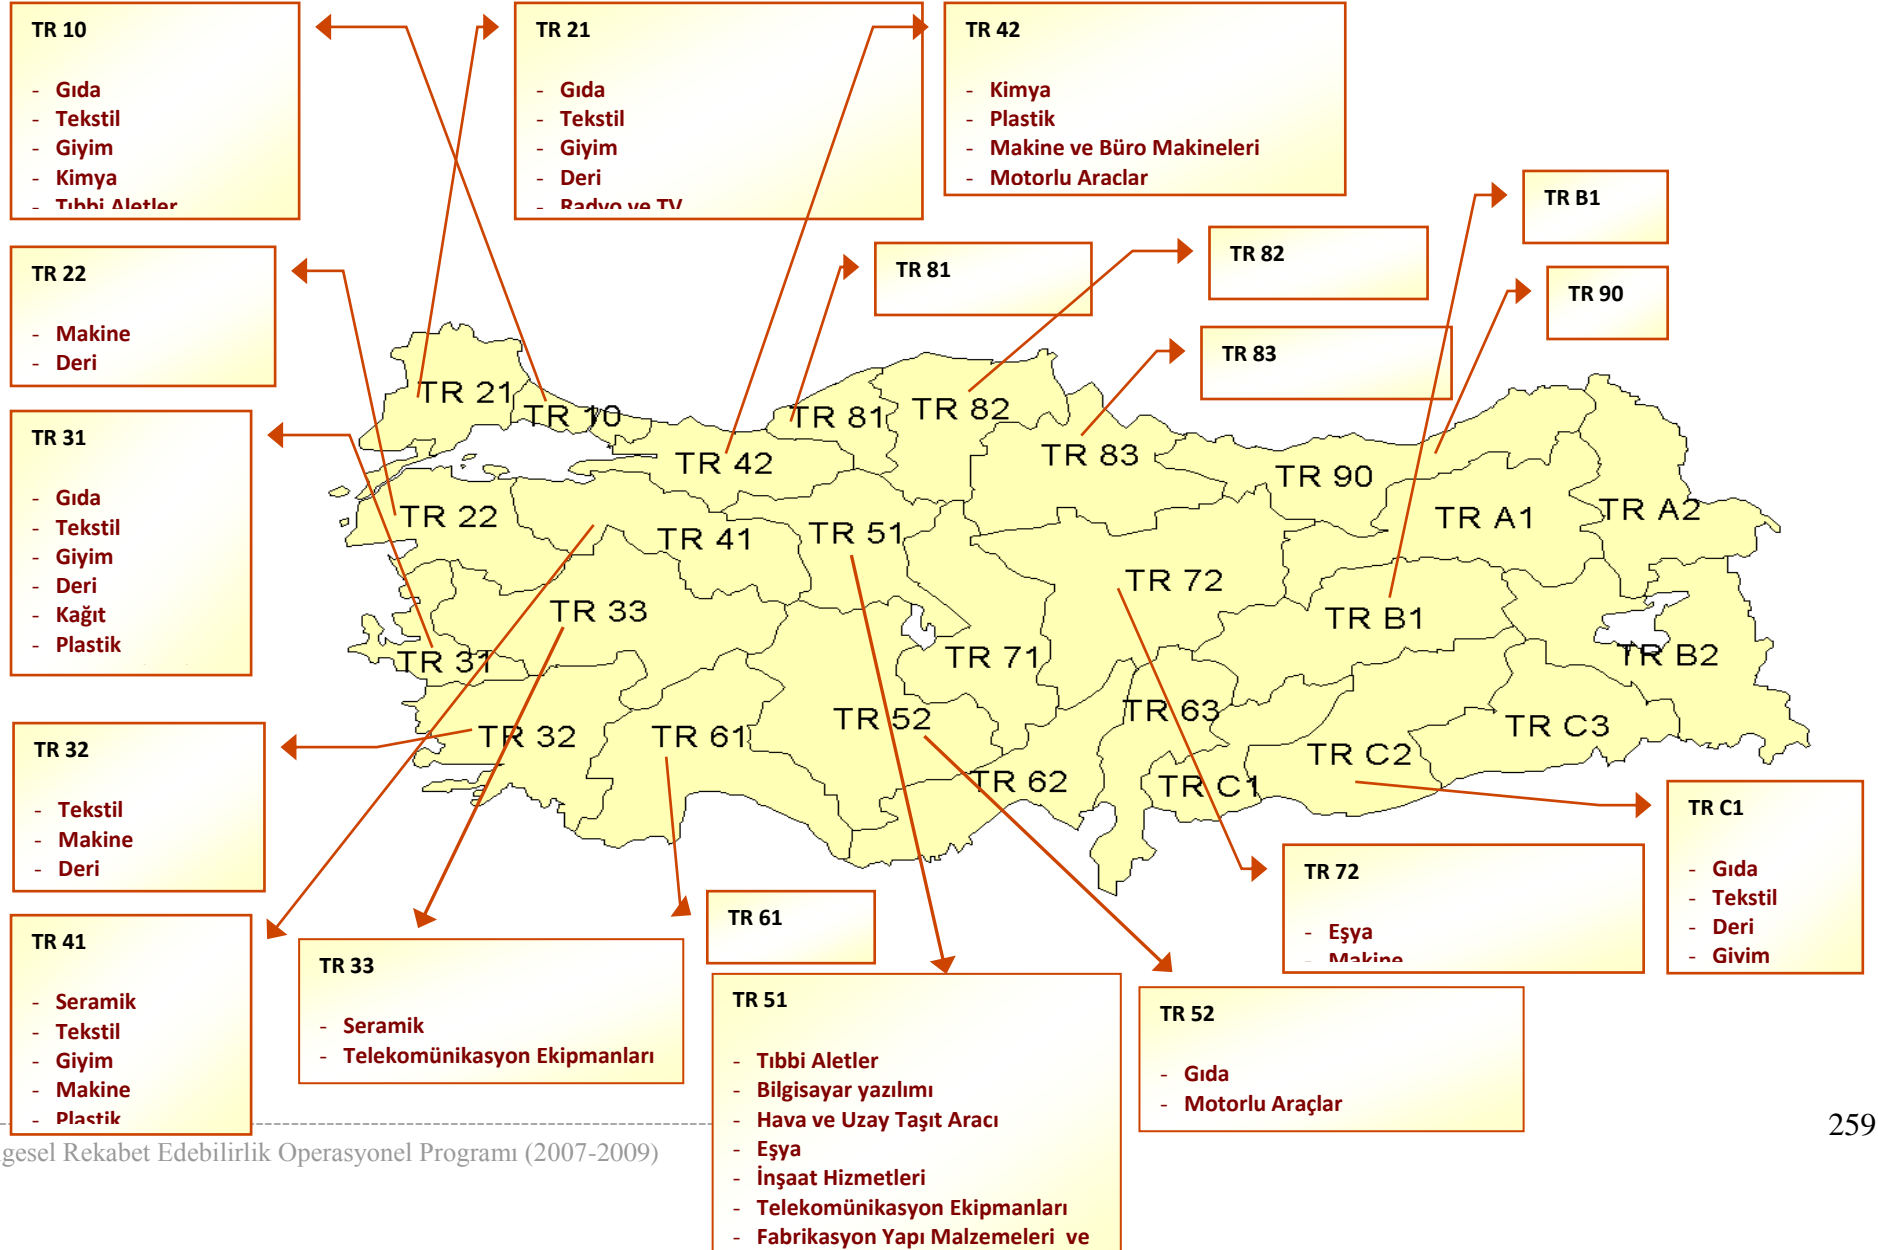 TR 10
- Gıda
- Tekstil
- Giyim
- Kimya
- Tıbbi Aletler
TR 21
- Gıda
- Tekstil
- Giyim
- Deri
- Radyo ve TV
TR 42
- Kimya
- Plastik
- Makine ve Büro Makineleri
- Motorlu Araçlar
TR B1
TR 22
- Makine
- Deri
TR 81
TR 82
TR 90
TR 83
TR 31
- Gıda
- Tekstil
- Giyim
- Deri
- Kağıt
- Plastik
TR 21
TR 10
TR 81
TR 82
TR 42
TR 83
TR 90
TR 22
TR 41
TR 51
TR A1
TR A2
TR 33
TR 72
TR B1
TR 31
TR 71
TR B2
TR 32
TR 61
TR 52
TR 63
TR C3
TR 62
TR C1
TR C2
TR 32
- Tekstil
- Makine
- Deri
TR C1
- Gıda
- Tekstil
- Deri
- Giyim
TR 72
- Eşya
- Makine
TR 61
TR 41
- Seramik
- Tekstil
- Giyim
- Makine
- Plastik
TR 33
- Seramik
- Telekomünikasyon Ekipmanları
TR 51
- Tıbbi Aletler
- Bilgisayar yazılımı
- Hava ve Uzay Taşıt Aracı
- Eşya
- İnşaat Hizmetleri
- Telekomünikasyon Ekipmanları
- Fabrikasyon Yapı Malzemeleri ve
TR 52
- Gıda
- Motorlu Araçlar
gesel Rekabet Edebilirlik Operasyonel Programı (2007-2009)
259